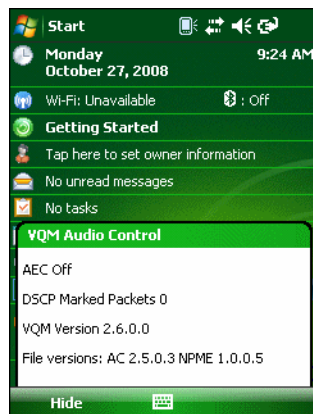 Start
Monday 9:24 AM
October 27, 2008
Wi-Fi: Unavailable : Off
Getting Started
Tap here to set owner information
No unread messages
No tasks
VQM Audio Control
AEC Off
DSCP Marked Packets 0
VQM Version 2.6.0.0
File versions: AC 2.5.0.3 NPME 1.0.0.5
Hide